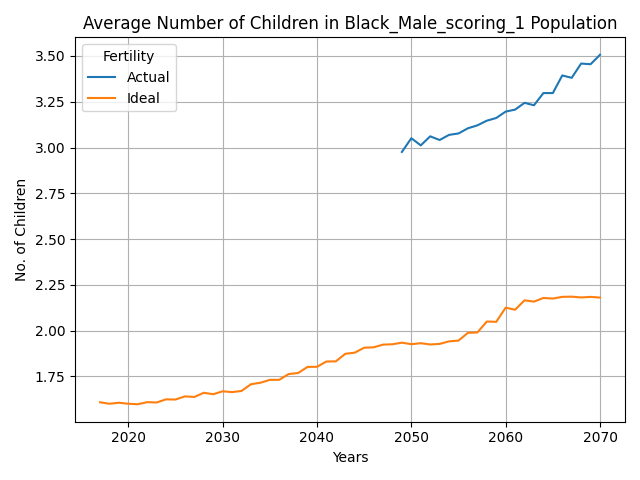 Average Number of Children in Black_Male_scoring_1 Population
Fertility
Actual
Ideal
No. of Children
3.50
3.25
3.00
2.75
2.50
2.25
2.00
1.75
2020 2030 2040 2050 2060 2070
Years